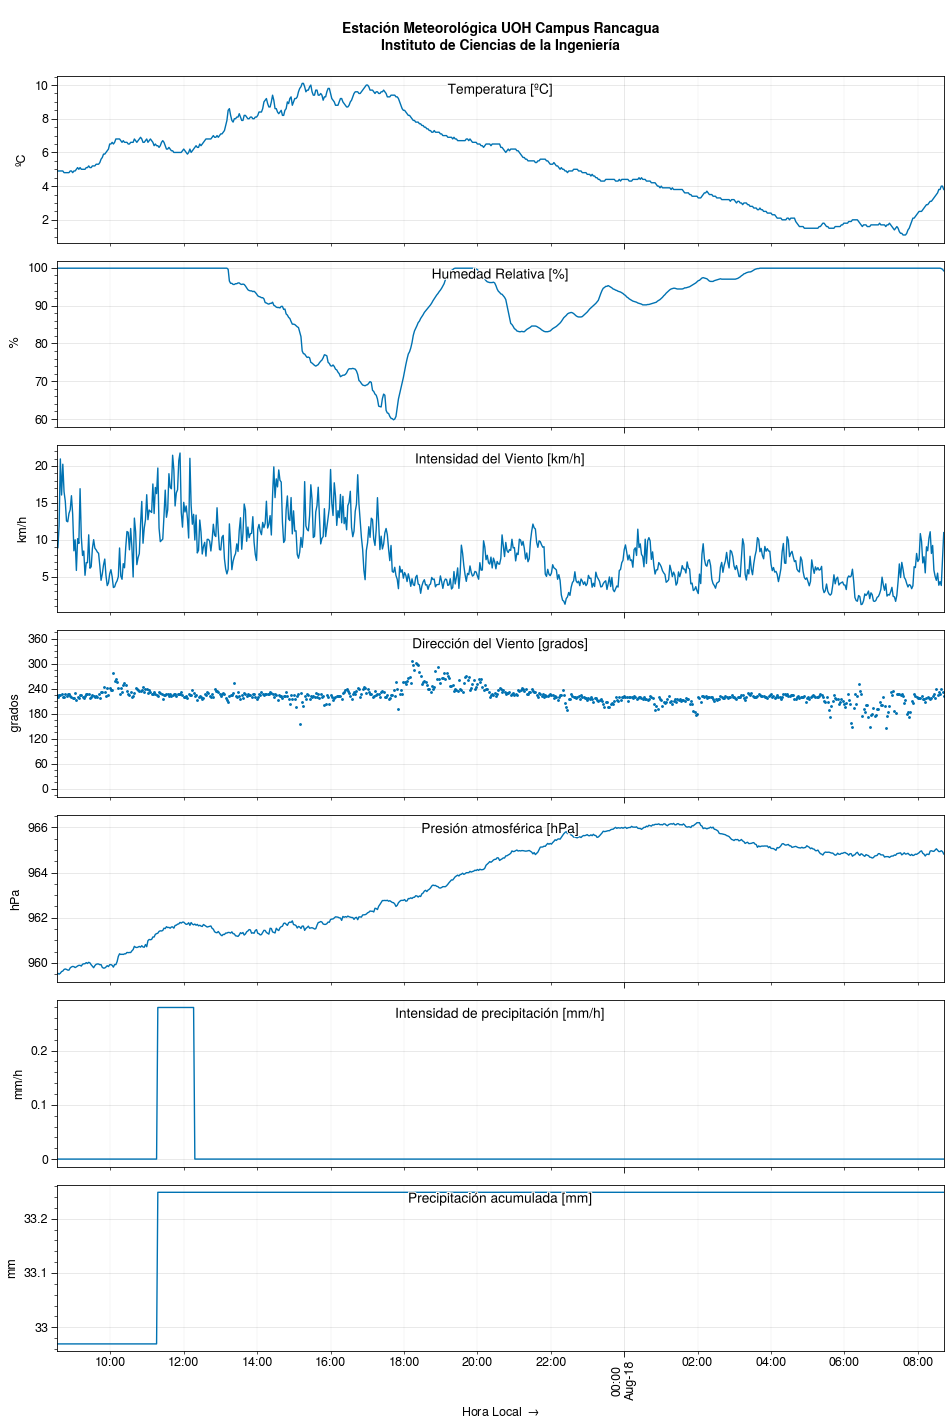 Estación Meteorológica UOH Campus Rancagua
Instituto de Ciencias de la Ingeniería
Temperatura [ºC]
ºC
10
8
6
4
2
Humedad Relativa [%]
%
100
90
80
70
60
Intensidad del Viento [km/h]
km/h
20
15
10
5
Dirección del Viento [grados]
grados
360
300
240
180
120
60
0
Presión atmosférica [hPa]
hPa
966
964
962
960
Intensidad de precipitación [mm/h]
mm/h
0.2
0.1
0
Precipitación acumulada [mm]
mm
33.2
33.1
33
10:00 12:00 14:00 16:00 18:00 20:00 22:00 00:00 02:00 04:00 06:00 08:00
Aug-18
Hora Local →